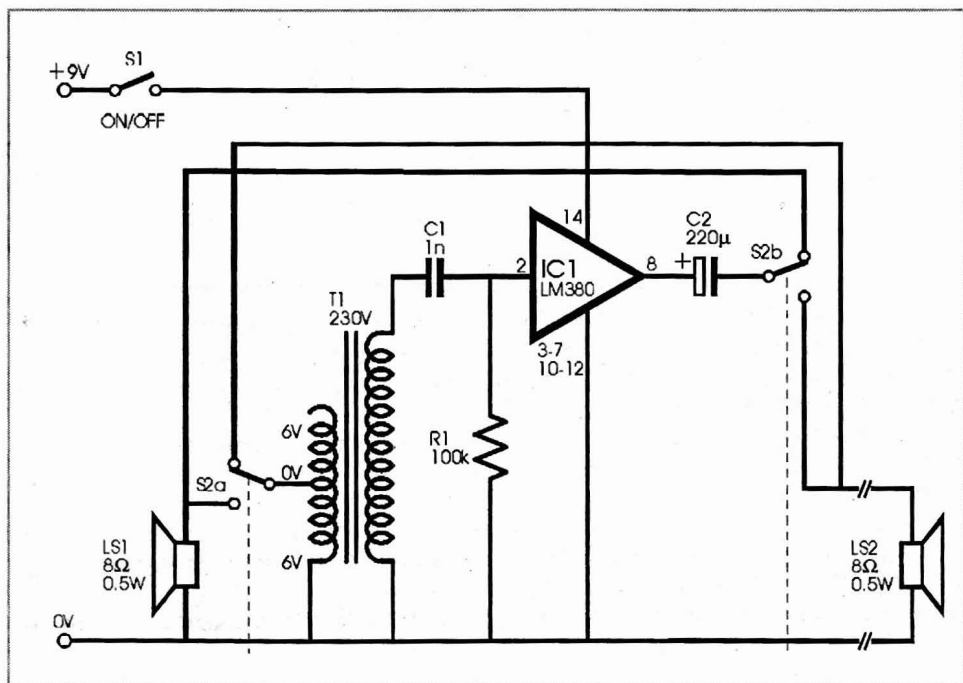 +9V
S1
ON/OFF
C1
1n
14
C2
220µ
S2b
2
IC1
LM380
8
+
T1
230V
3-7
10-12
6V
R1
100k
0V
S2a
LS1
8Ω
0.5W
6V
LS2
8Ω
0.5W
0V